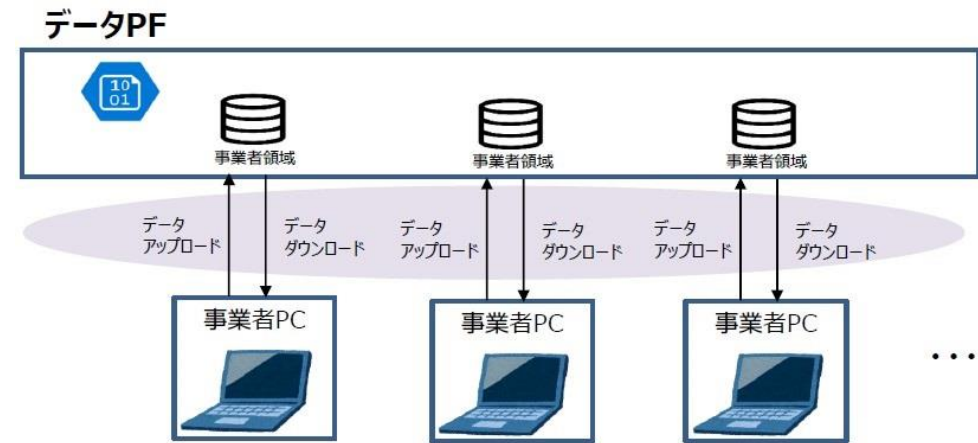 データPF
10
01
事業者領域
事業者領域
事業者領域
データ
アップロード
データ
ダウンロード
データ
アップロード
データ
ダウンロード
データ
アップロード
データ
ダウンロード
事業者PC
事業者PC
事業者PC
・・・